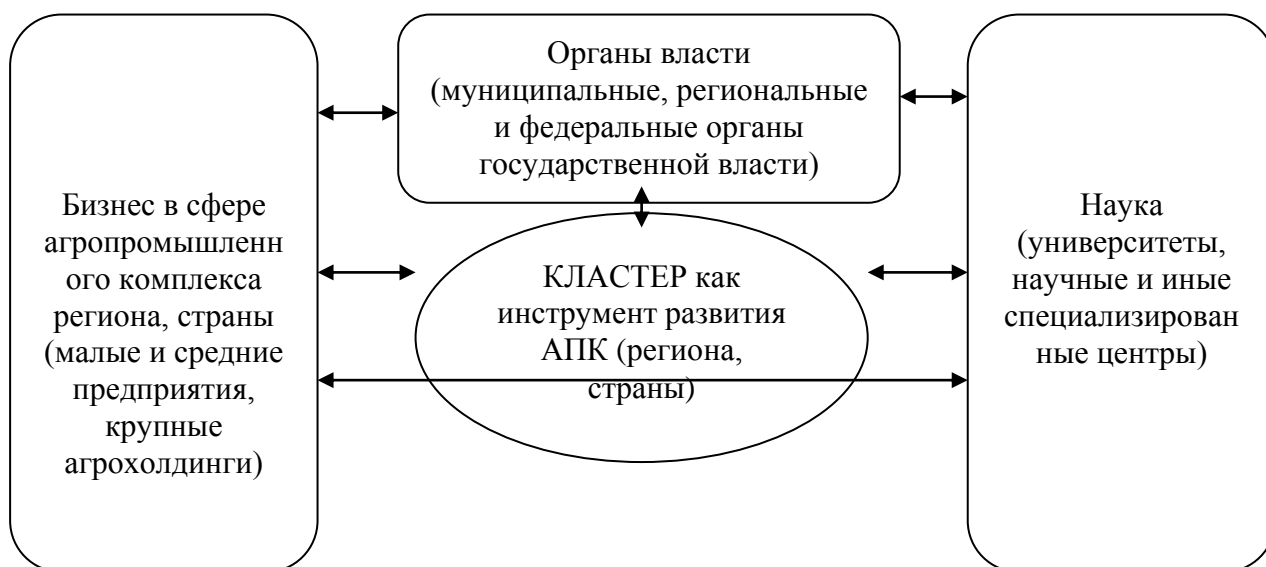 Органы власти
(муниципальные, региональные
и федеральные органы
государственной власти)
Бизнес в сфере
агропромышленн
ого комплекса
региона, страны
(малые и средние
предприятия,
крупные
агрохолдинги)
КЛАСТЕР как
инструмент развития
АПК (региона,
страны)
Наука
(университеты,
научные и иные
специализирован
ные центры)